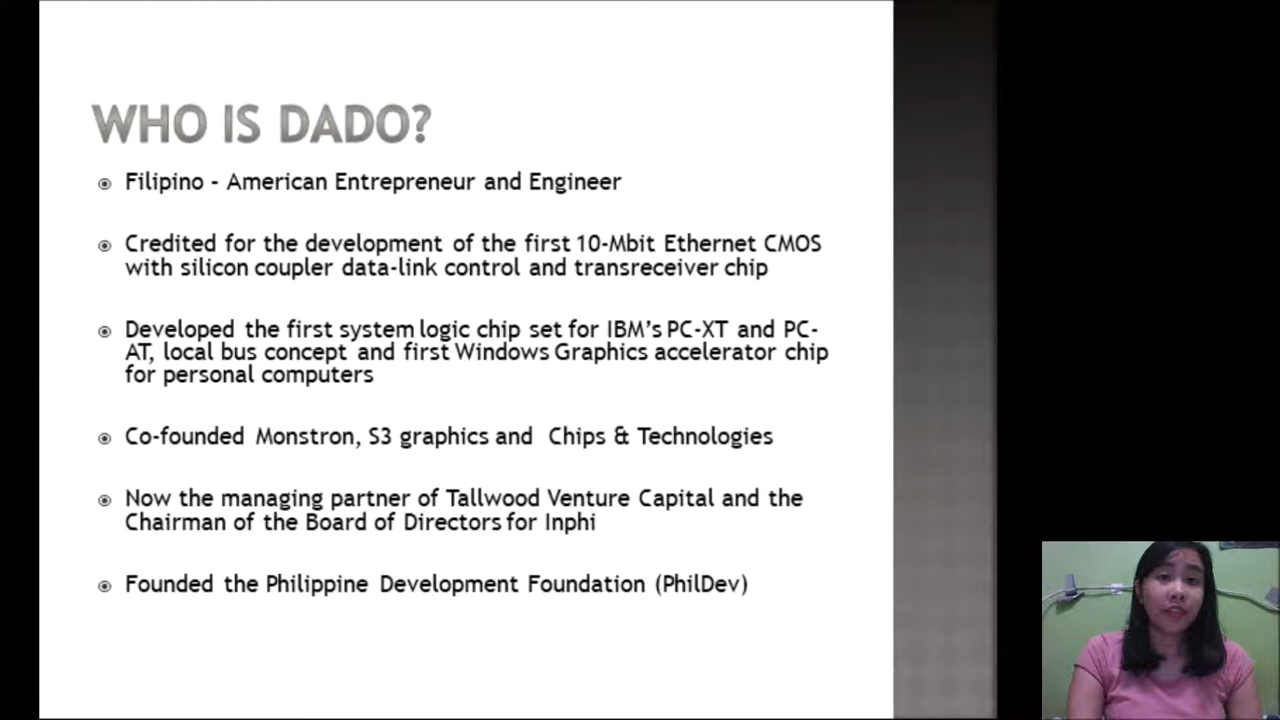 WHO IS DADO?
Filipino - American Entrepreneur and Engineer
Credited for the development of the first 10-Mbit Ethernet CMOS
with silicon coupler data-link control and transreceiver chip
Developed the first system logic chip set for IBM's PC-XT and PC-
AT, local bus concept and first Windows Graphics accelerator chip
for personal computers
Co-founded Monstron, S3 graphics and Chips & Technologies
Now the managing partner of Tallwood Venture Capital and the
Chairman of the Board of Directors for Inphi
Founded the Philippine Development Foundation (PhilDev)